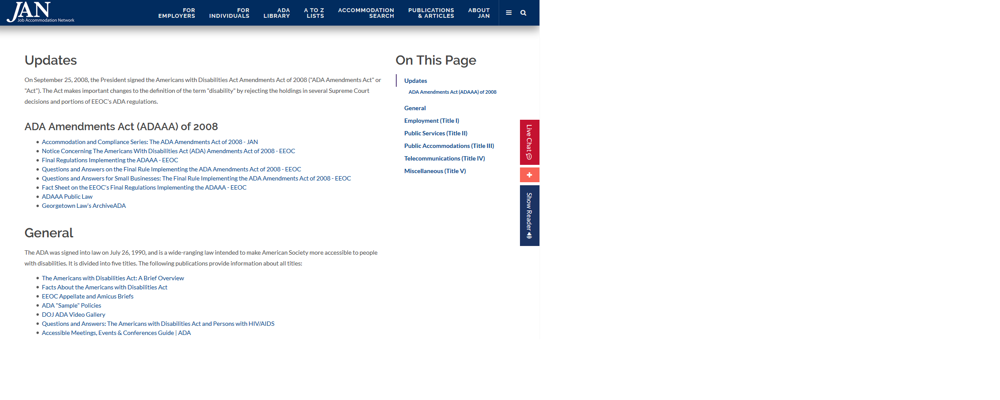 JAN
Job Accommodation Network
FOR
EMPLOYERS
FOR
INDIVIDUALS
ADA
LIBRARY
A TO Z
LISTS
ACCOMMODATION
SEARCH
PUBLICATIONS
& ARTICLES
ABOUT
JAN
Updates
On September 25, 2008, the President signed the Americans with Disabilities Act Amendments Act of 2008 ("ADA Amendments Act" or
"Act"). The Act makes important changes to the definition of the term "disability" by rejecting the holdings in several Supreme Court
decisions and portions of EEOC's ADA regulations.
ADA Amendments Act (ADAAA) of 2008
Accommodation and Compliance Series: The ADA Amendments Act of 2008 - JAN
Notice Concerning The Americans With Disabilities Act (ADA) Amendments Act of 2008 - EEOC
Final Regulations Implementing the ADAAA - EEOC
Questions and Answers on the Final Rule Implementing the ADA Amendments Act of 2008 - EEOC
Questions and Answers for Small Businesses: The Final Rule Implementing the ADA Amendments Act of 2008 - EEOC
Fact Sheet on the EEOC's Final Regulations Implementing the ADAAA - EEOC
ADAAA Public Law
Georgetown Law's ArchiveADA
General
The ADA was signed into law on July 26, 1990, and is a wide-ranging law intended to make American Society more accessible to people
with disabilities. It is divided into five titles. The following publications provide information about all titles:
The Americans with Disabilities Act: A Brief Overview
Facts About the Americans with Disabilities Act
EEOC Appellate and Amicus Briefs
ADA "Sample" Policies
DOJ ADA Video Gallery
Questions and Answers: The Americans with Disabilities Act and Persons with HIV/AIDS
Accessible Meetings, Events & Conferences Guide | ADA
On This Page
Updates
ADA Amendments Act (ADAAA) of 2008
General
Employment (Title I)
Public Services (Title II)
Public Accommodations (Title III)
Telecommunications (Title IV)
Miscellaneous (Title V)
Live Chat
Show Reader